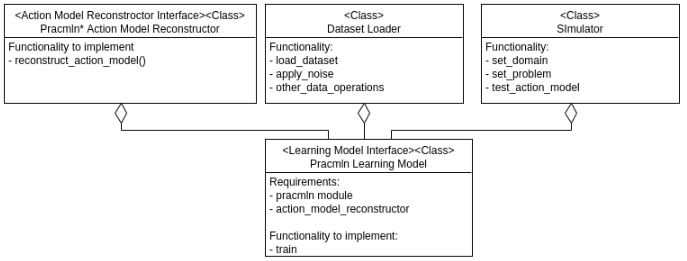 <Action Model Reconstroctor Interface><Class>
Pracmln* Action Model Reconstructor
Functionality to implement
- reconstruct_action_model()
<Class>
Dataset Loader
Functionality:
- load_dataset
- apply_noise
- other_data_operations
<Class>
SImulator
Functionality:
- set_domain
- set_problem
- test_action_model
<Learning Model Interface><Class>
Pracmln Learning Model
Requirements:
- pracmln module
- action_model_reconstructor
Functionality to implement:
- train